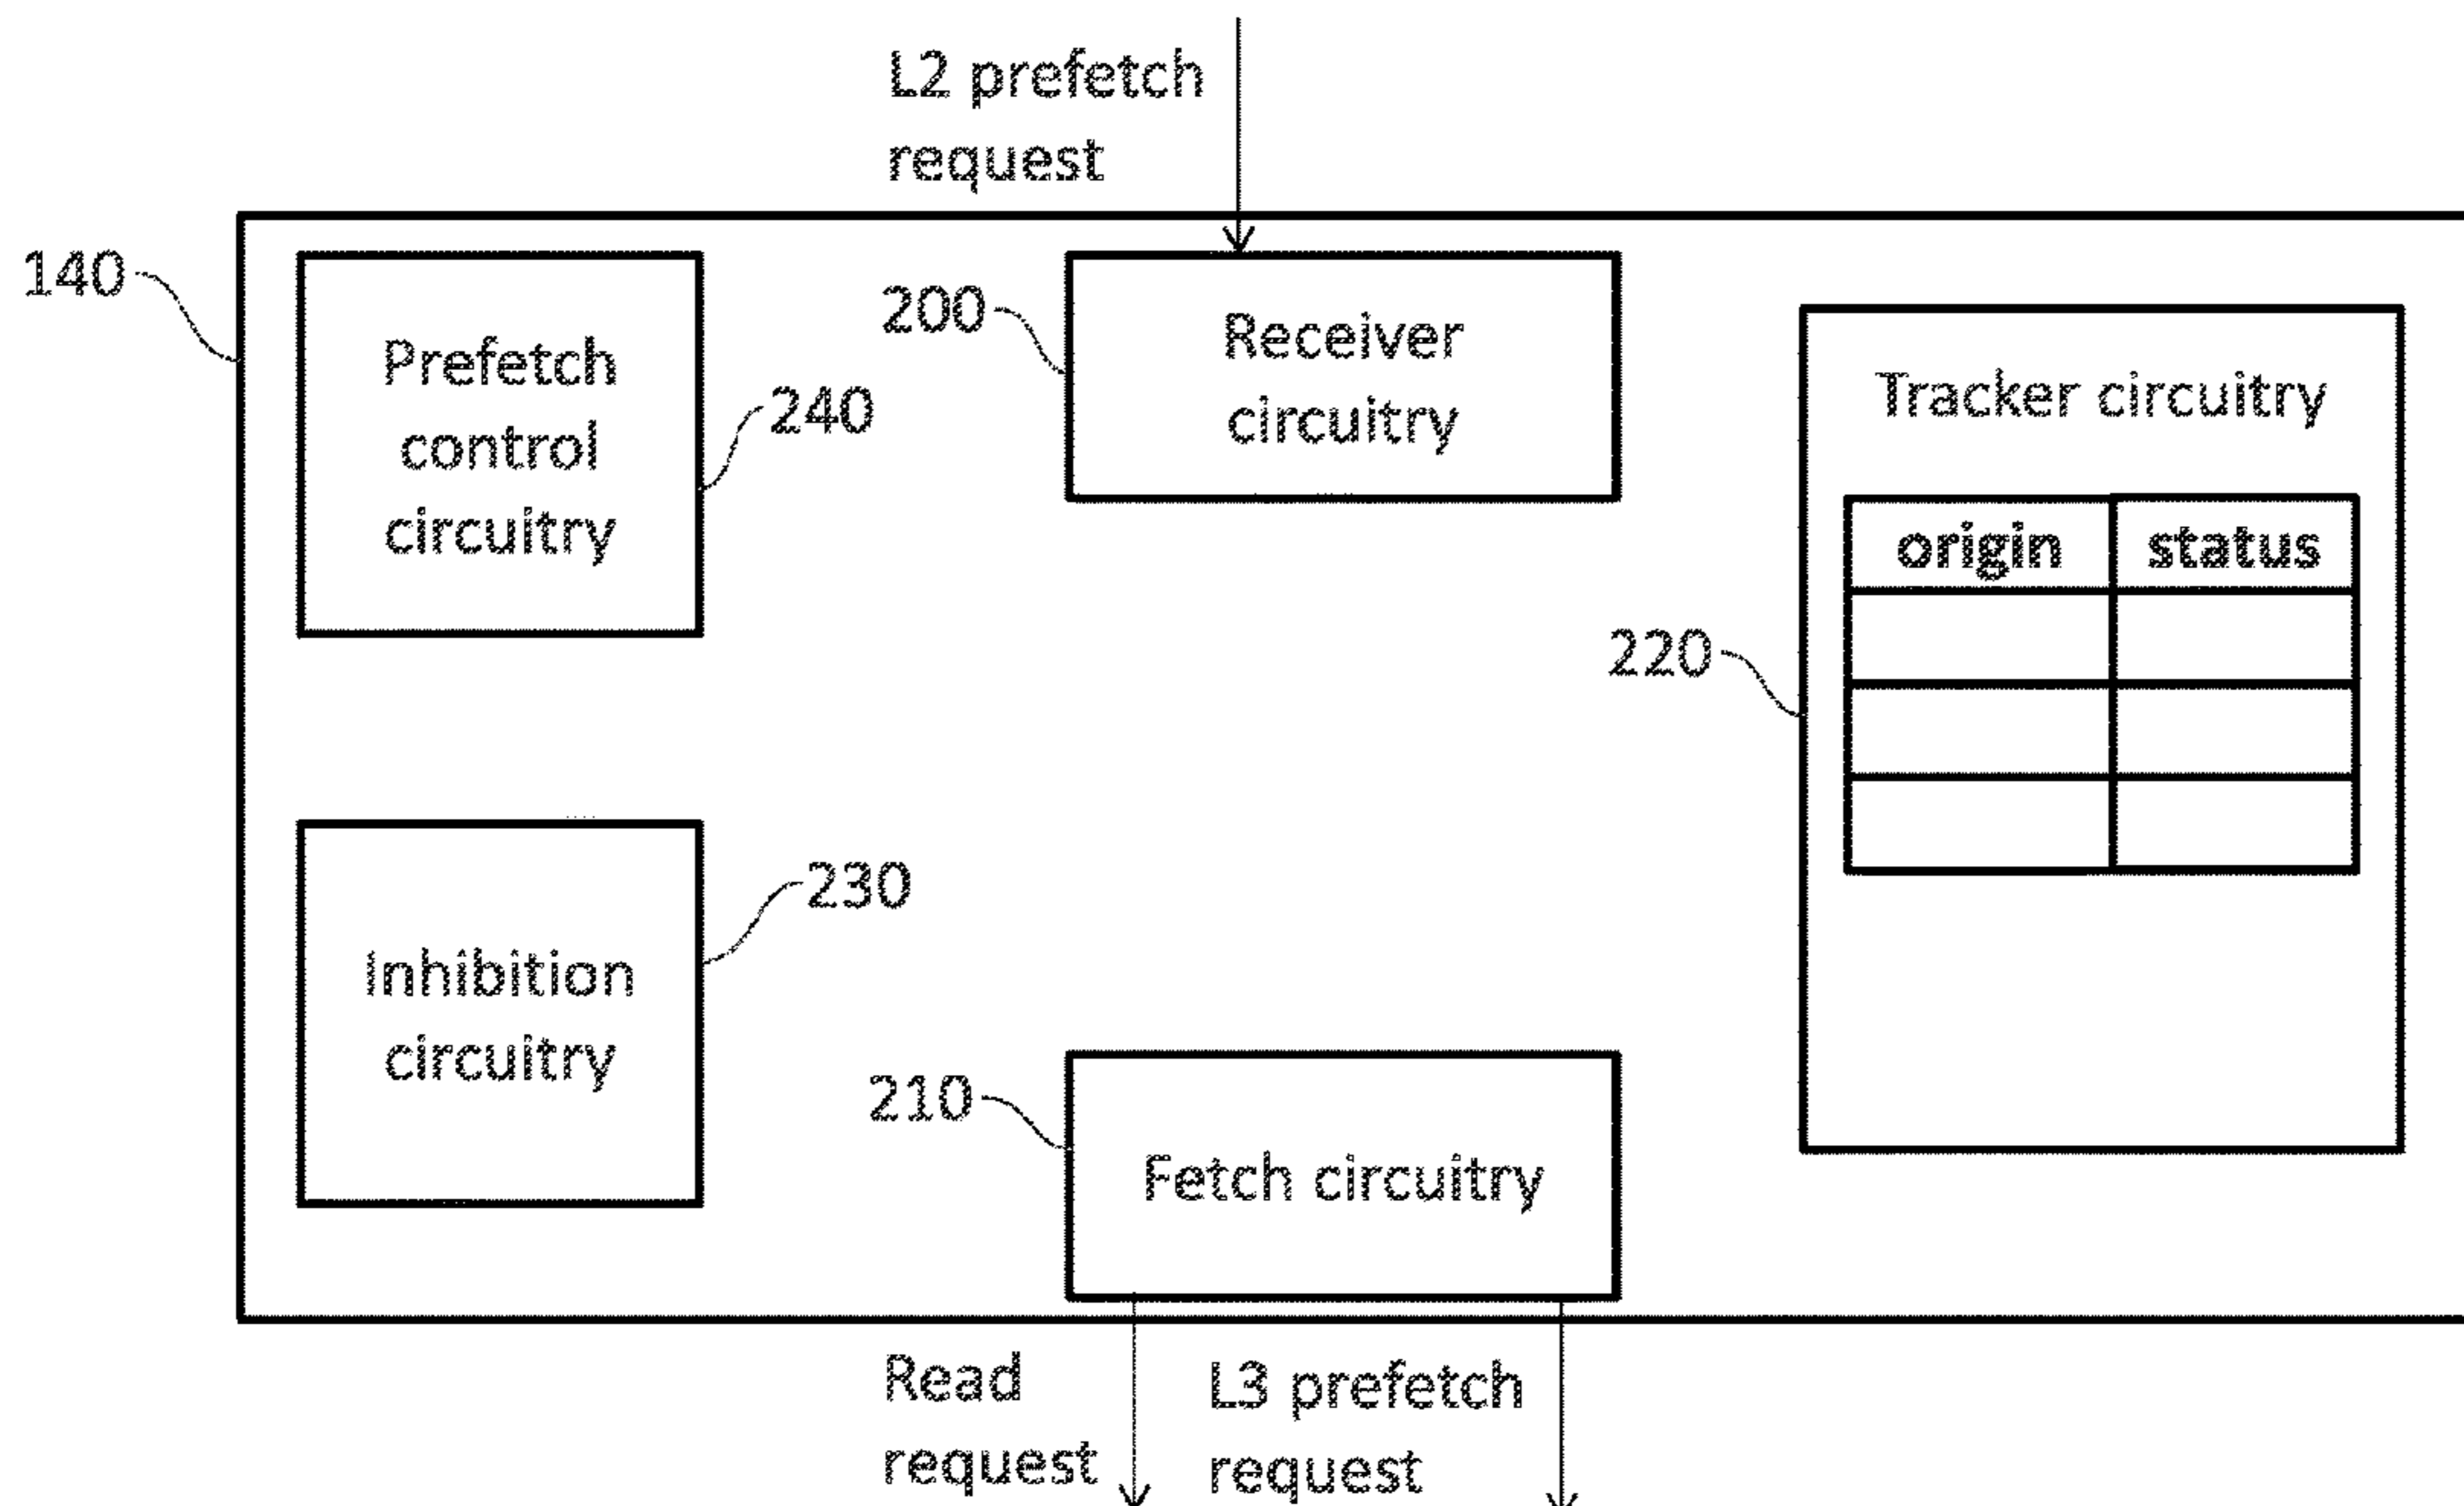 L2 prefetch
request
140
Prefetch
control
circuitry
240
200
Receiver
circuitry
Tracker circuitry
origin status
220
230
Inhibition
circuitry
210
Fetch circuitry
Read
request
L3 prefetch
request